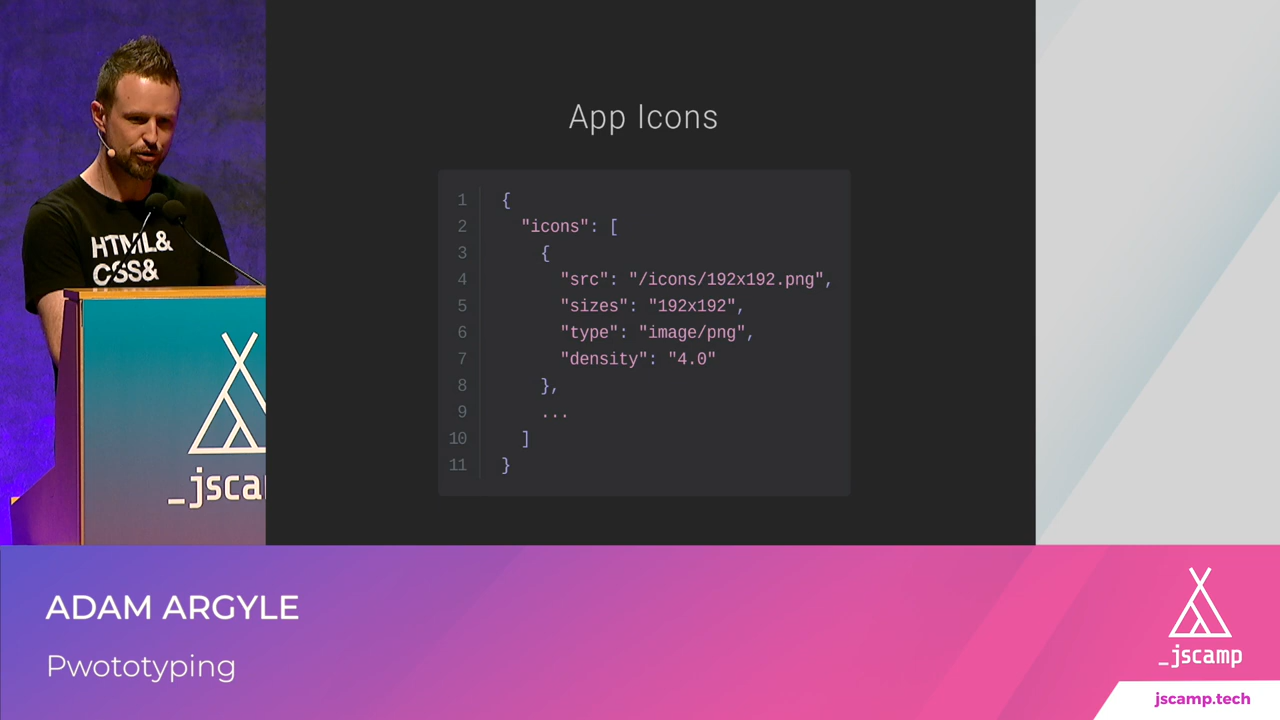 HTML&
CSS&
_jsca
App Icons
1 {
2 "icons": [
3 {
4 "src": "/icons/192x192.png",
5 "sizes": "192x192",
6 "type": "image/png",
7 "density": "4.0"
8 },
9 ...
10 ]
11 }
ADAM ARGYLE
Pwototyping
_jscamp
jscamp.tech